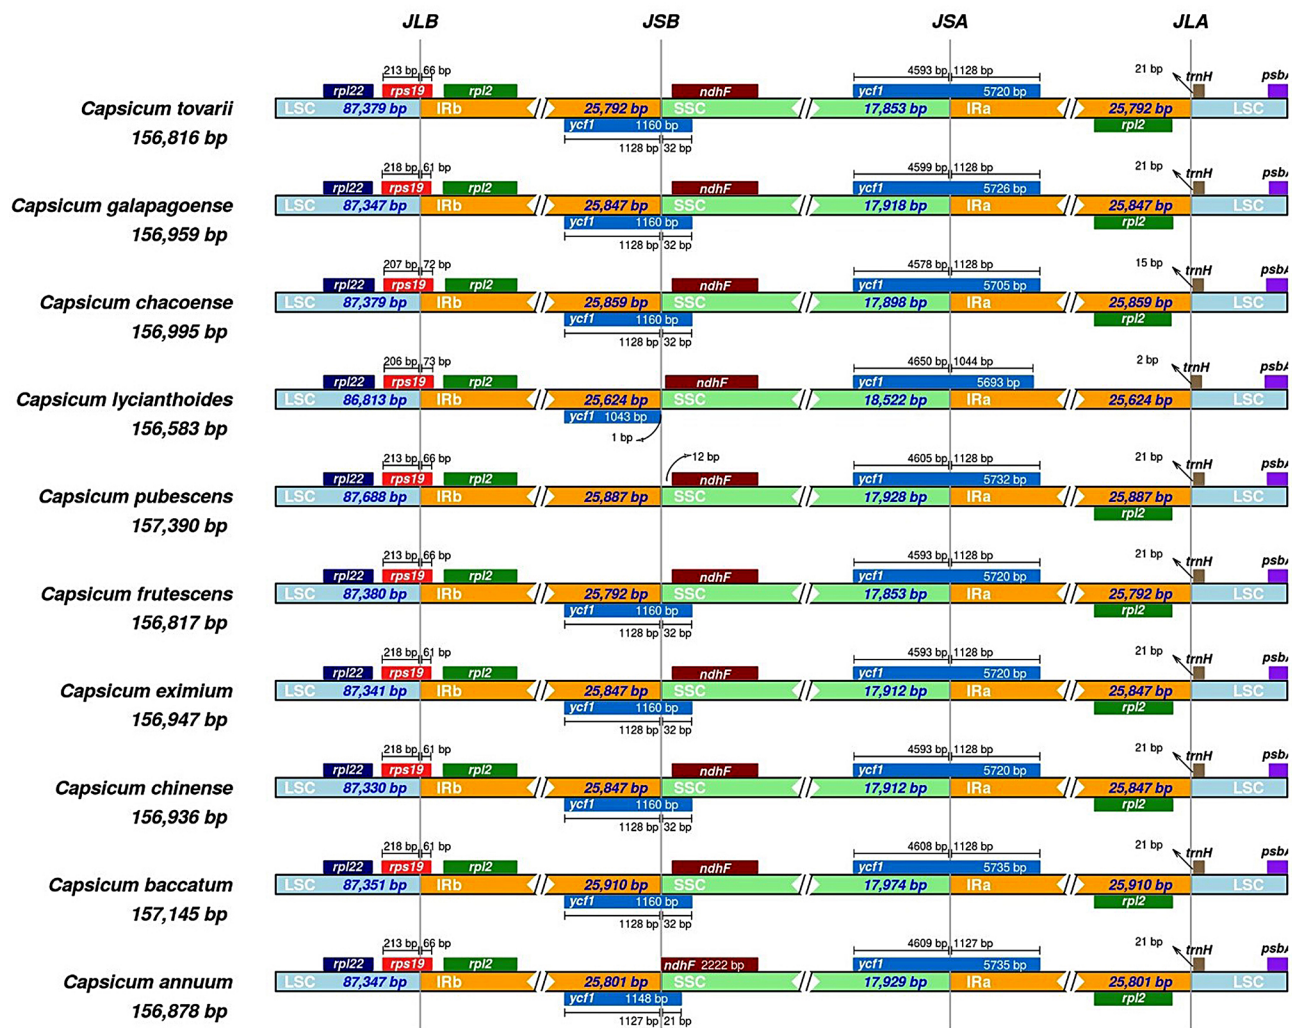 JLB JSB JSA JLA
213 bp 66 bp 4593 bp 1128 bp 21 bp trnH
rpl22 rps19 rpl2 ndhF ycf1 5720 bp psbA
Capsicum tovarii LSC 87,379 bp IRb 25,792 bp SSC 17,853 bp IRa 25,792 bp LSC
156,816 bp ycf1 1160 bp rpl2
1128 bp 32 bp
218 bp 61 bp 4599 bp 1128 bp 21 bp trnH
rpl22 rps19 rpl2 ndhF ycf1 5726 bp psbA
Capsicum galapagoense LSC 87,347 bp IRb 25,847 bp SSC 17,918 bp IRa 25,847 bp LSC
156,959 bp ycf1 1160 bp rpl2
1128 bp 32 bp
207 bp 72 bp 4578 bp 1128 bp 15 bp trnH
rpl22 rps19 rpl2 ndhF ycf1 5705 bp psbA
Capsicum chacoense LSC 87,379 bp IRb 25,859 bp SSC 17,898 bp IRa 25,859 bp LSC
156,995 bp ycf1 1160 bp rpl2
1128 bp 32 bp
206 bp 73 bp 4650 bp 1044 bp 2 bp trnH
rpl22 rps19 rpl2 ndhF ycf1 5693 bp psbA
Capsicum lycianthoides LSC 86,813 bp IRb 25,624 bp SSC 18,522 bp IRa 25,624 bp LSC
156,583 bp ycf1 1043 bp
1 bp
213 bp 66 bp 12 bp 4605 bp 1128 bp 21 bp trnH
rpl22 rps19 rpl2 ndhF ycf1 5732 bp psbA
Capsicum pubescens LSC 87,688 bp IRb 25,887 bp SSC 17,928 bp IRa 25,887 bp LSC
157,390 bp rpl2
213 bp 66 bp 4593 bp 1128 bp 21 bp trnH
rpl22 rps19 rpl2 ndhF ycf1 5720 bp psbA
Capsicum frutescens LSC 87,380 bp IRb 25,792 bp SSC 17,853 bp IRa 25,792 bp LSC
156,817 bp ycf1 1160 bp rpl2
1128 bp 32 bp
218 bp 61 bp 4593 bp 1128 bp 21 bp trnH
rpl22 rps19 rpl2 ndhF ycf1 5720 bp psbA
Capsicum eximium LSC 87,341 bp IRb 25,847 bp SSC 17,912 bp IRa 25,847 bp LSC
156,947 bp ycf1 1160 bp rpl2
1128 bp 32 bp
218 bp 61 bp 4593 bp 1128 bp 21 bp trnH
rpl22 rps19 rpl2 ndhF ycf1 5720 bp psbA
Capsicum chinense LSC 87,330 bp IRb 25,847 bp SSC 17,912 bp IRa 25,847 bp LSC
156,936 bp ycf1 1160 bp rpl2
1128 bp 32 bp
218 bp 61 bp 4608 bp 1128 bp 21 bp trnH
rpl22 rps19 rpl2 ndhF ycf1 5735 bp psbA
Capsicum baccatum LSC 87,351 bp IRb 25,910 bp SSC 17,974 bp IRa 25,910 bp LSC
157,145 bp ycf1 1160 bp rpl2
1128 bp 32 bp
213 bp 66 bp 4609 bp 1127 bp 21 bp trnH
rpl22 rps19 rpl2 ndhF 2222 bp ycf1 5735 bp psbA
Capsicum annuum LSC 87,347 bp IRb 25,801 bp SSC 17,929 bp IRa 25,801 bp LSC
156,878 bp ycf1 1148 bp rpl2
1127 bp 21 bp